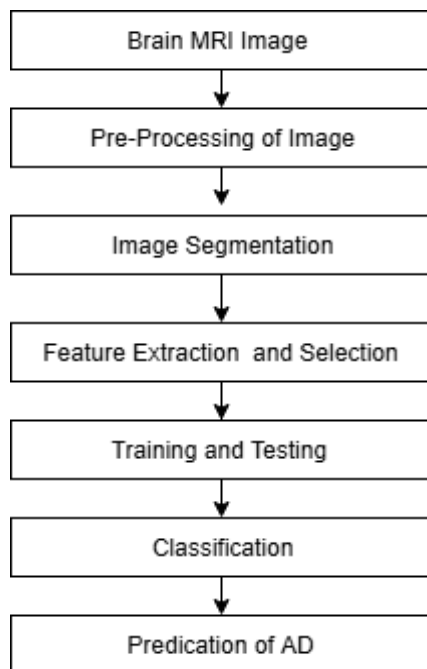 Brain MRI Image
Pre-Processing of Image
Image Segmentation
Feature Extraction and Selection
Training and Testing
Classification
Predication of AD